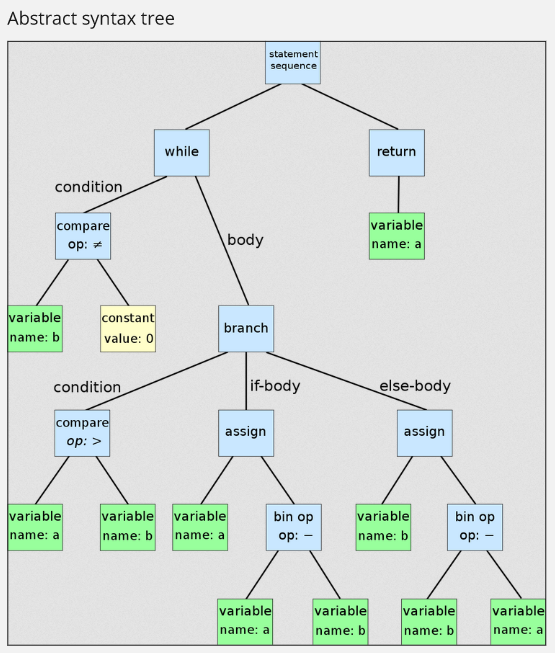 Abstract syntax tree
statement
sequence
while
return
condition
compare
op: ≠
body
variable
name: a
variable
name: b
constant
value: 0
branch
condition
if-body
else-body
compare
op: >
assign
assign
variable
name: a
variable
name: b
variable
name: a
bin op
op: −
variable
name: b
bin op
op: −
variable
name: a
variable
name: b
variable
name: b
variable
name: a